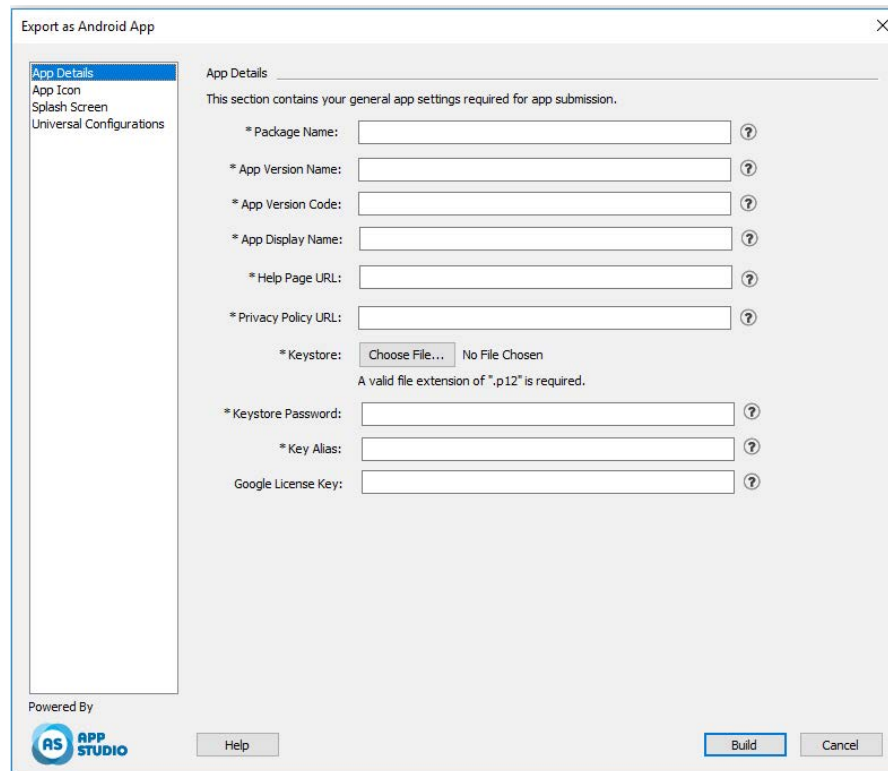 Export as Android App
App Details
App Icon
Splash Screen
Universal Configurations
App Details
This section contains your general app settings required for app submission.
* Package Name: ?
* App Version Name: ?
* App Version Code: ?
* App Display Name: ?
* Help Page URL: ?
* Privacy Policy URL: ?
* Keystore: Choose File... No File Chosen
A valid file extension of ".p12" is required.
* Keystore Password: ?
* Key Alias: ?
Google License Key: ?
Powered By
AS APP
STUDIO
Help Build Cancel